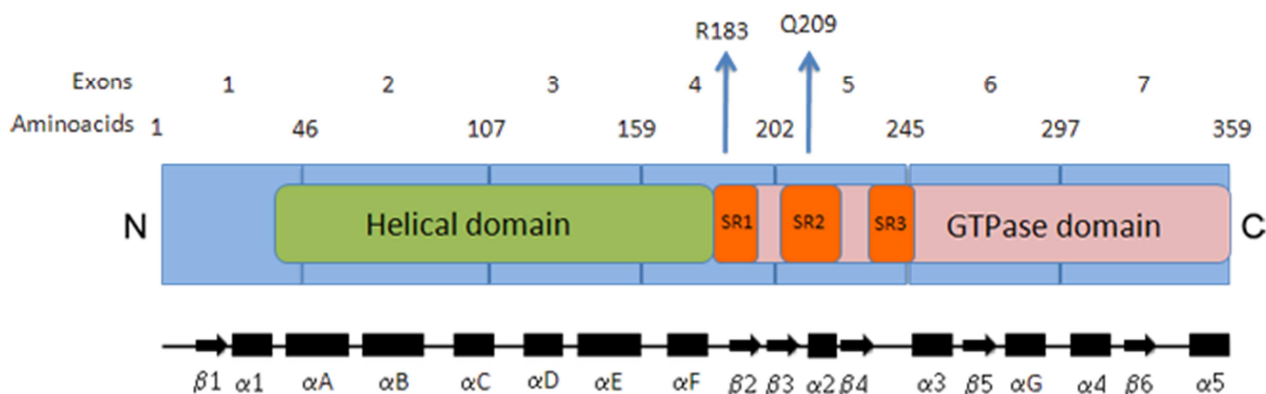 R183 Q209
Exons 1 2 3 4 5 6 7
Aminoacids 1 46 107 159 202 245 297 359
N Helical domain SR1 SR2 SR3 GTPase domain C
β1 α1 αA αB αC αD αE αF β2 β3 α2 β4 α3 β5 αG α4 β6 α5